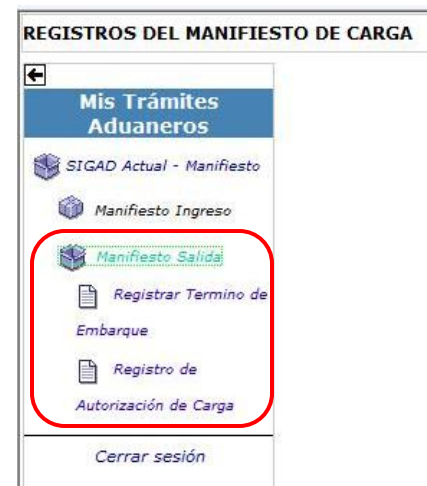 REGISTROS DEL MANIFIESTO DE CARGA
Mis Trámites
Aduaneros
SIGAD Actual - Manifiesto
Manifiesto Ingreso
Manifiesto Salida
Registrar Termino de
Embarque
Registro de
Autorización de Carga
Cerrar sesión